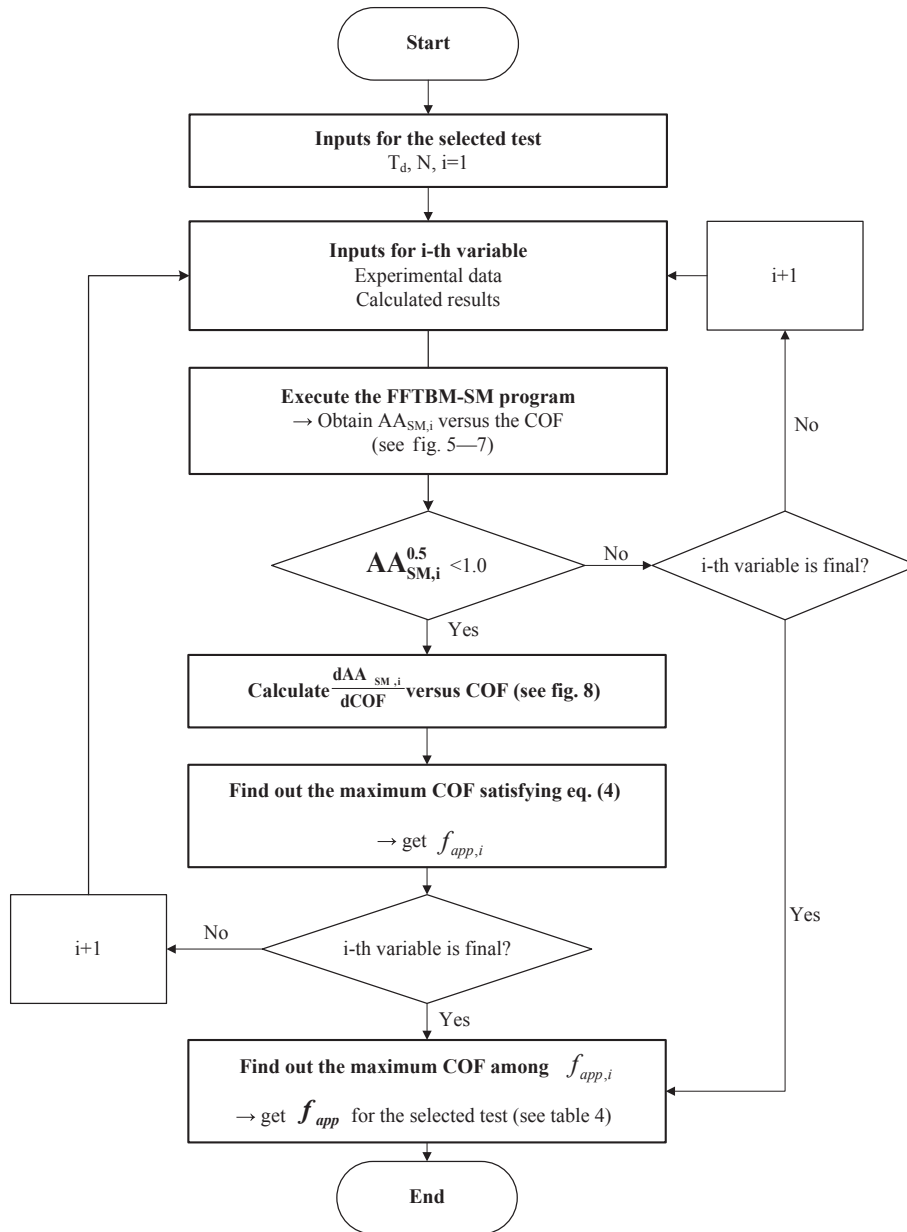 Start
Inputs for the selected test
T_d, N, i=1
Inputs for i-th variable
Experimental data
Calculated results
i+1
Execute the FFTBM-SM program
→ Obtain AA_SM,i versus the COF
(see fig. 5—7)
No
AA^0.5_SM,i <1.0
No
i-th variable is final?
Yes
Calculate dAA_SM,i/dCOF versus COF (see fig. 8)
Find out the maximum COF satisfying eq. (4)
→ get f_app,i
Yes
i+1
No
i-th variable is final?
Yes
Find out the maximum COF among f_app,i
→ get f_app for the selected test (see table 4)
End